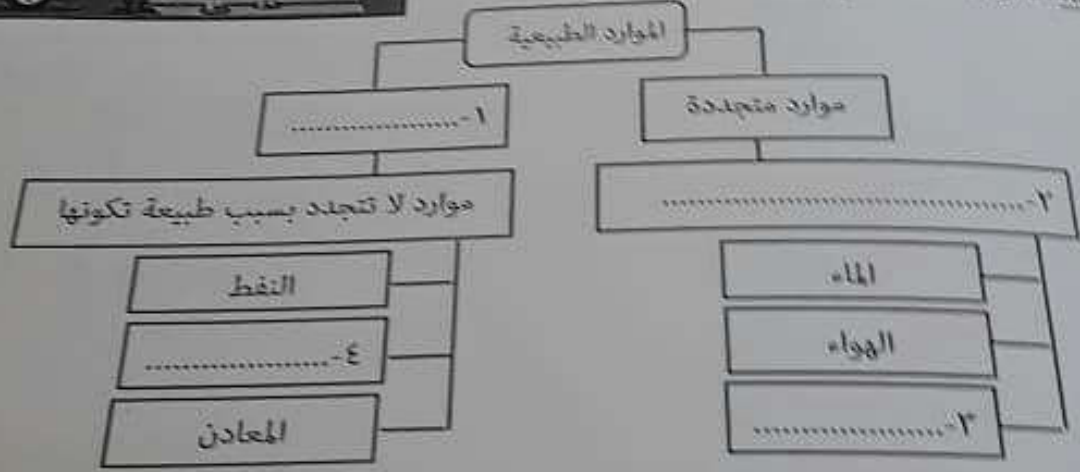 الموارد الطبيعية
موارد متجددة
١-....................
٢-........................................
موارد لا تتجدد بسبب طبيعة تكونها
الماء
النفط
الهواء
٤-.....................
٣-......................
المعادن